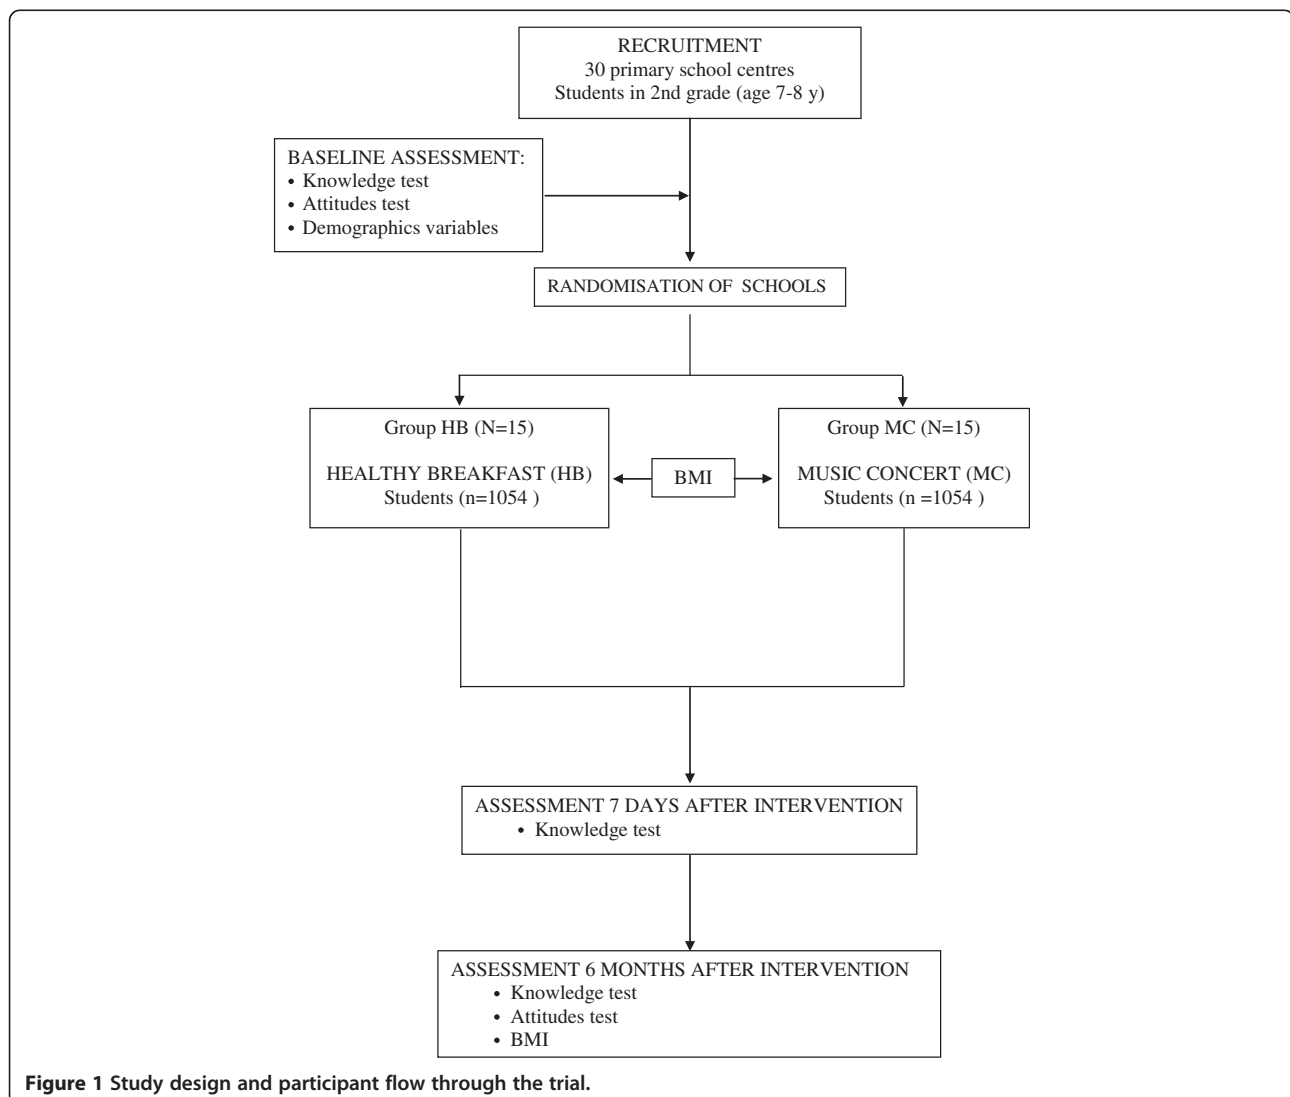 RECRUITMENT
30 primary school centres
Students in 2nd grade (age 7-8 y)
BASELINE ASSESSMENT:
• Knowledge test
• Attitudes test
• Demographics variables
RANDOMISATION OF SCHOOLS
Group HB (N=15)
HEALTHY BREAKFAST (HB)
Students (n=1054 )
BMI
Group MC (N=15)
MUSIC CONCERT (MC)
Students (n =1054 )
ASSESSMENT 7 DAYS AFTER INTERVENTION
• Knowledge test
ASSESSMENT 6 MONTHS AFTER INTERVENTION
• Knowledge test
• Attitudes test
• BMI
Figure 1 Study design and participant flow through the trial.